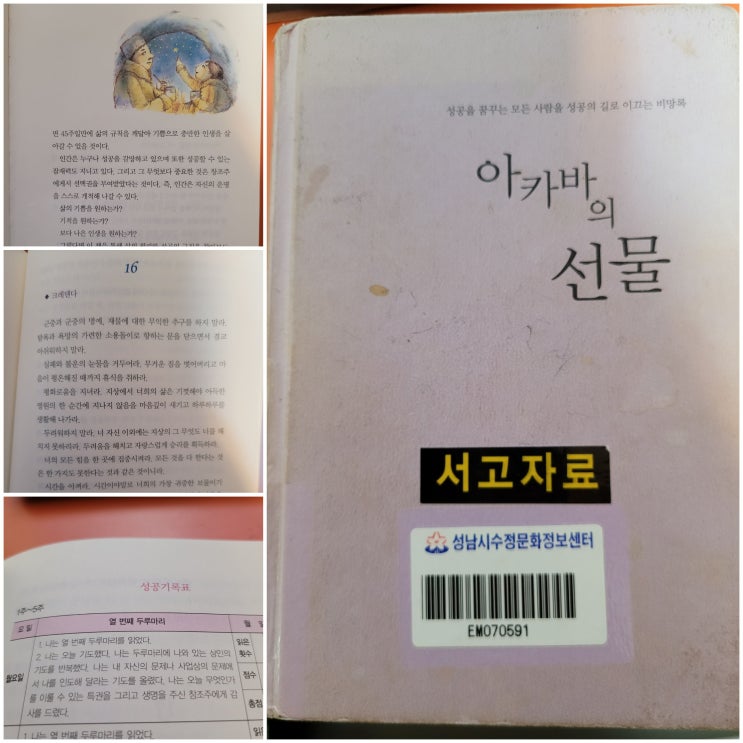 면 45주일만에 삶의 규칙을 깨달아 기쁨으로 충만한 인생을 살
아갈 수 있을 것이다.
인간은 누구나 성공을 갈망하고 있으며 또한 성공할 수 있는
잠재력도 지니고 있다. 그리고 그 무엇보다 중요한 것은 창조주
에게서 선택권을 부여받았다는 것이다. 즉, 인간은 자신의 운명
을 스스로 개척해 나갈 수 있다.
삶의 기쁨을 원하는가?
기적을 원하는가?
보다 나은 인생을 원하는가?
16
◆ 크레덴다
군중과 군중의 명예, 재물에 대한 무익한 추구를 하지 말라.
탐욕과 욕망의 가련한 소용돌이로 향하는 문을 닫으면서 결코
아쉬워하지 말라.
실패와 불운의 눈물을 거두어라. 무거운 짐을 벗어버리고 마
음이 평온해질 때까지 휴식을 취하라.
평화로움을 지녀라. 지상에서 너희의 삶은 기껏해야 아득한
영원의 한 순간에 지나지 않음을 마음깊이 새기고 하루하루를
생활해 나가라.
두려워하지 말라. 너 자신 이외에는 지상의 그 무엇도 너를 해
치지 못하리라. 두려움을 헤치고 자랑스럽게 승리를 획득하라.
너의 모든 힘을 한 곳에 집중시켜라. 모든 것을 다 한다는 것
은 한 가지도 못한다는 것과 같은 것이니라.
시간을 아껴라. 시간이야말로 너희의 가장 귀중한 보물이기
성공기록표
1주~5주
요 일 열 번째 두루마리 월 일
월요일
1. 나는 열 번째 두루마리를 읽었다.
2. 나는 오늘 기도했다. 나는 두루마리에 나와 있는 상인의
기도를 반복했다. 나는 내 자신의 문제나 사업상의 문제에
서 나를 인도해 달라는 기도를 올렸다. 나는 오늘 무엇인가
를 이룰 수 있는 특권을 그리고 생명을 주신 창조주에게 감
사를 드렸다.
읽은
횟수
점수
총점
1. 나는 열 번째 두루마리를 읽었다.
읽은
성공을 꿈꾸는 모든 사람을 성공의 길로 이끄는 비망록
아카바의
선물
서고자료
성남시수정문화정보센터
EM070591